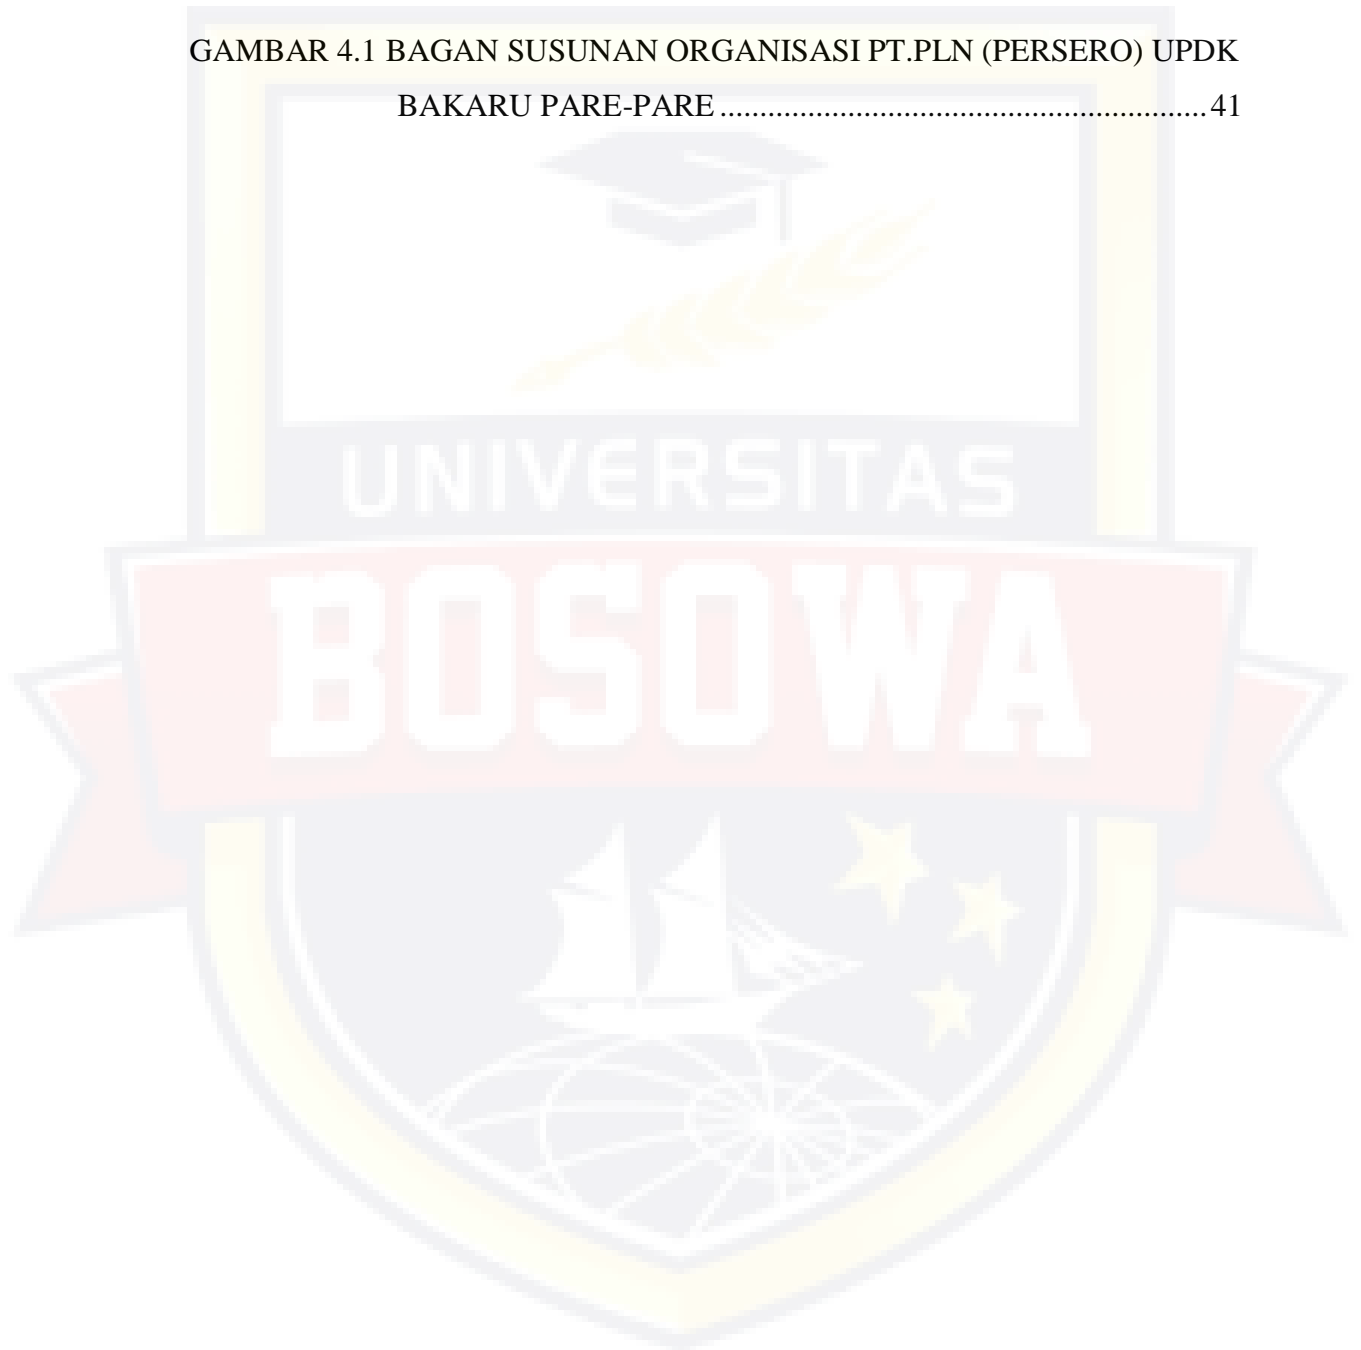 GAMBAR 4.1 BAGAN SUSUNAN ORGANISASI PT.PLN (PERSERO) UPDK
BAKARU PARE-PARE ............................................................. 41
UNIVERSITAS
BOSOWA